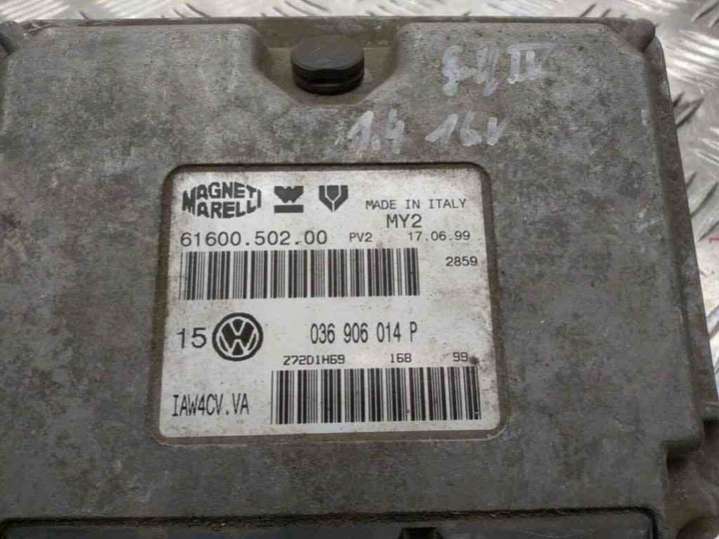 1.4 16v
MAGNETI MARELLI
MADE IN ITALY
MY2
61600.502.00 PV2 17.06.99
2859
15 VW 036 906 014 P
272D1H69 168 99
IAW4CV.VA